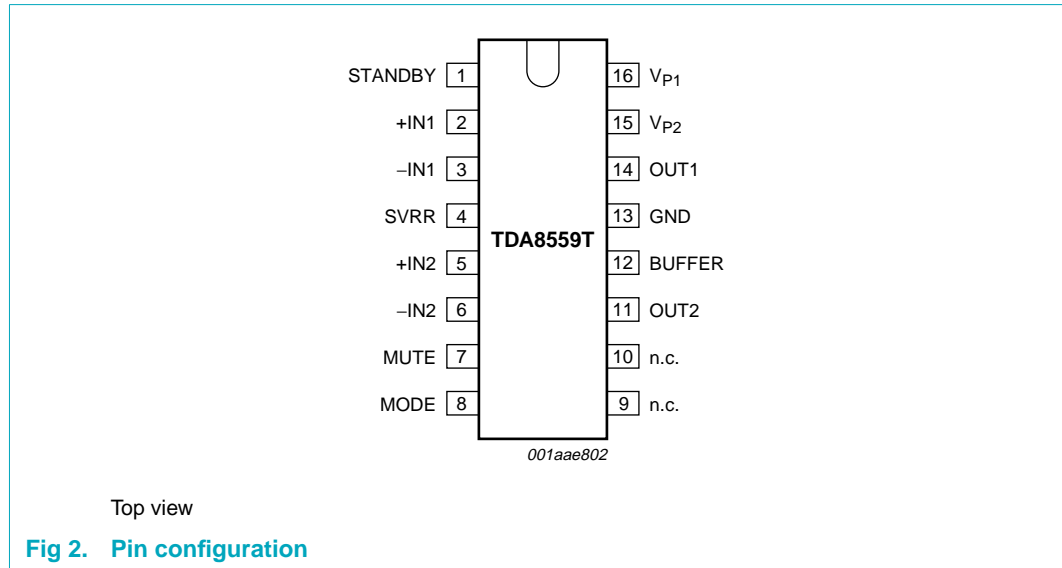 STANDBY 1 16 VP1
+IN1 2 15 VP2
−IN1 3 14 OUT1
SVRR 4 13 GND
TDA8559T
+IN2 5 12 BUFFER
−IN2 6 11 OUT2
MUTE 7 10 n.c.
MODE 8 9 n.c.
001aae802
Top view
Fig 2. Pin configuration